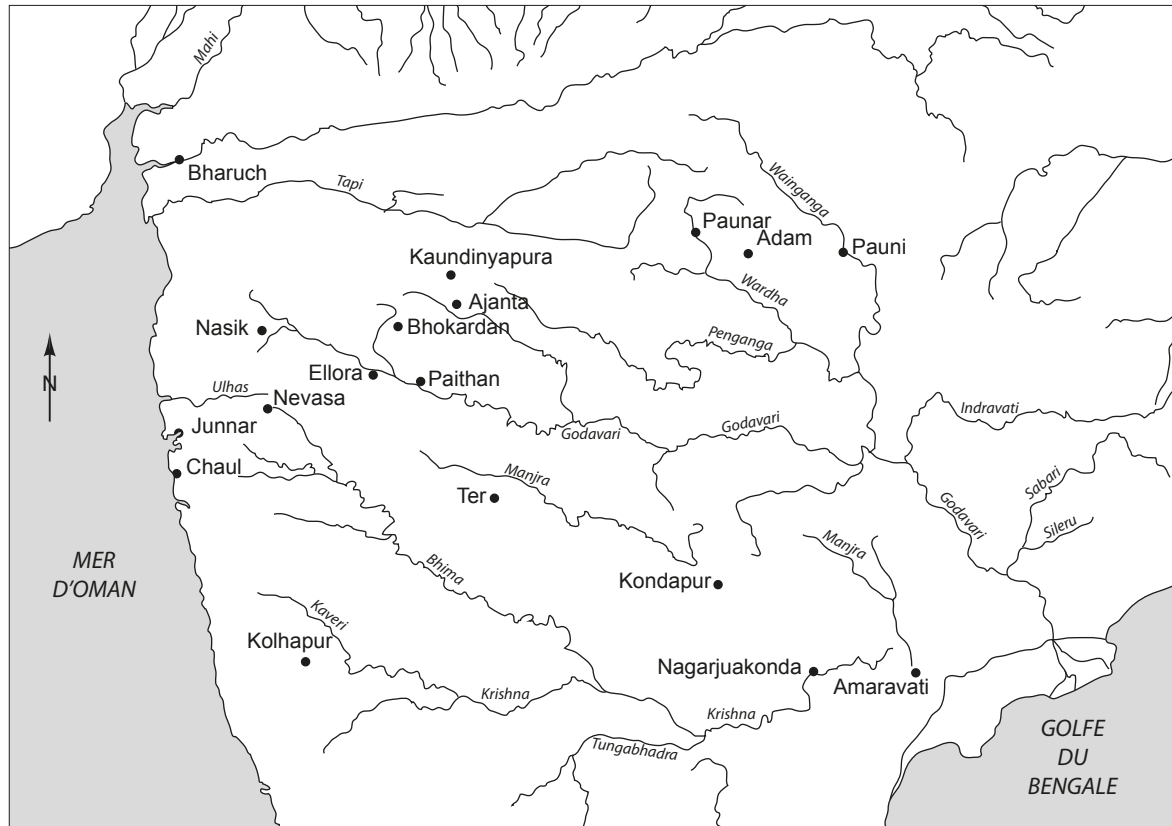 Mahi
Bharuch
Tapi
Wainganga
Paunar
Adam
Pauni
Kaundinyapura
Wardha
Ajanta
Nasik
Bhokardan
Penganga
Ellora
Paithan
Ulhas
Nevasa
Indravati
Junnar
Godavari
Godavari
Chaul
Manjra
Sabari
Ter
Godavari
Sileru
N
MER
D'OMAN
Manjra
Bhima
Kondapur
Kaveri
Kolhapur
Nagarjuakonda
Amaravati
Krishna
Krishna
Tungabhadra
GOLFE
DU
BENGALE